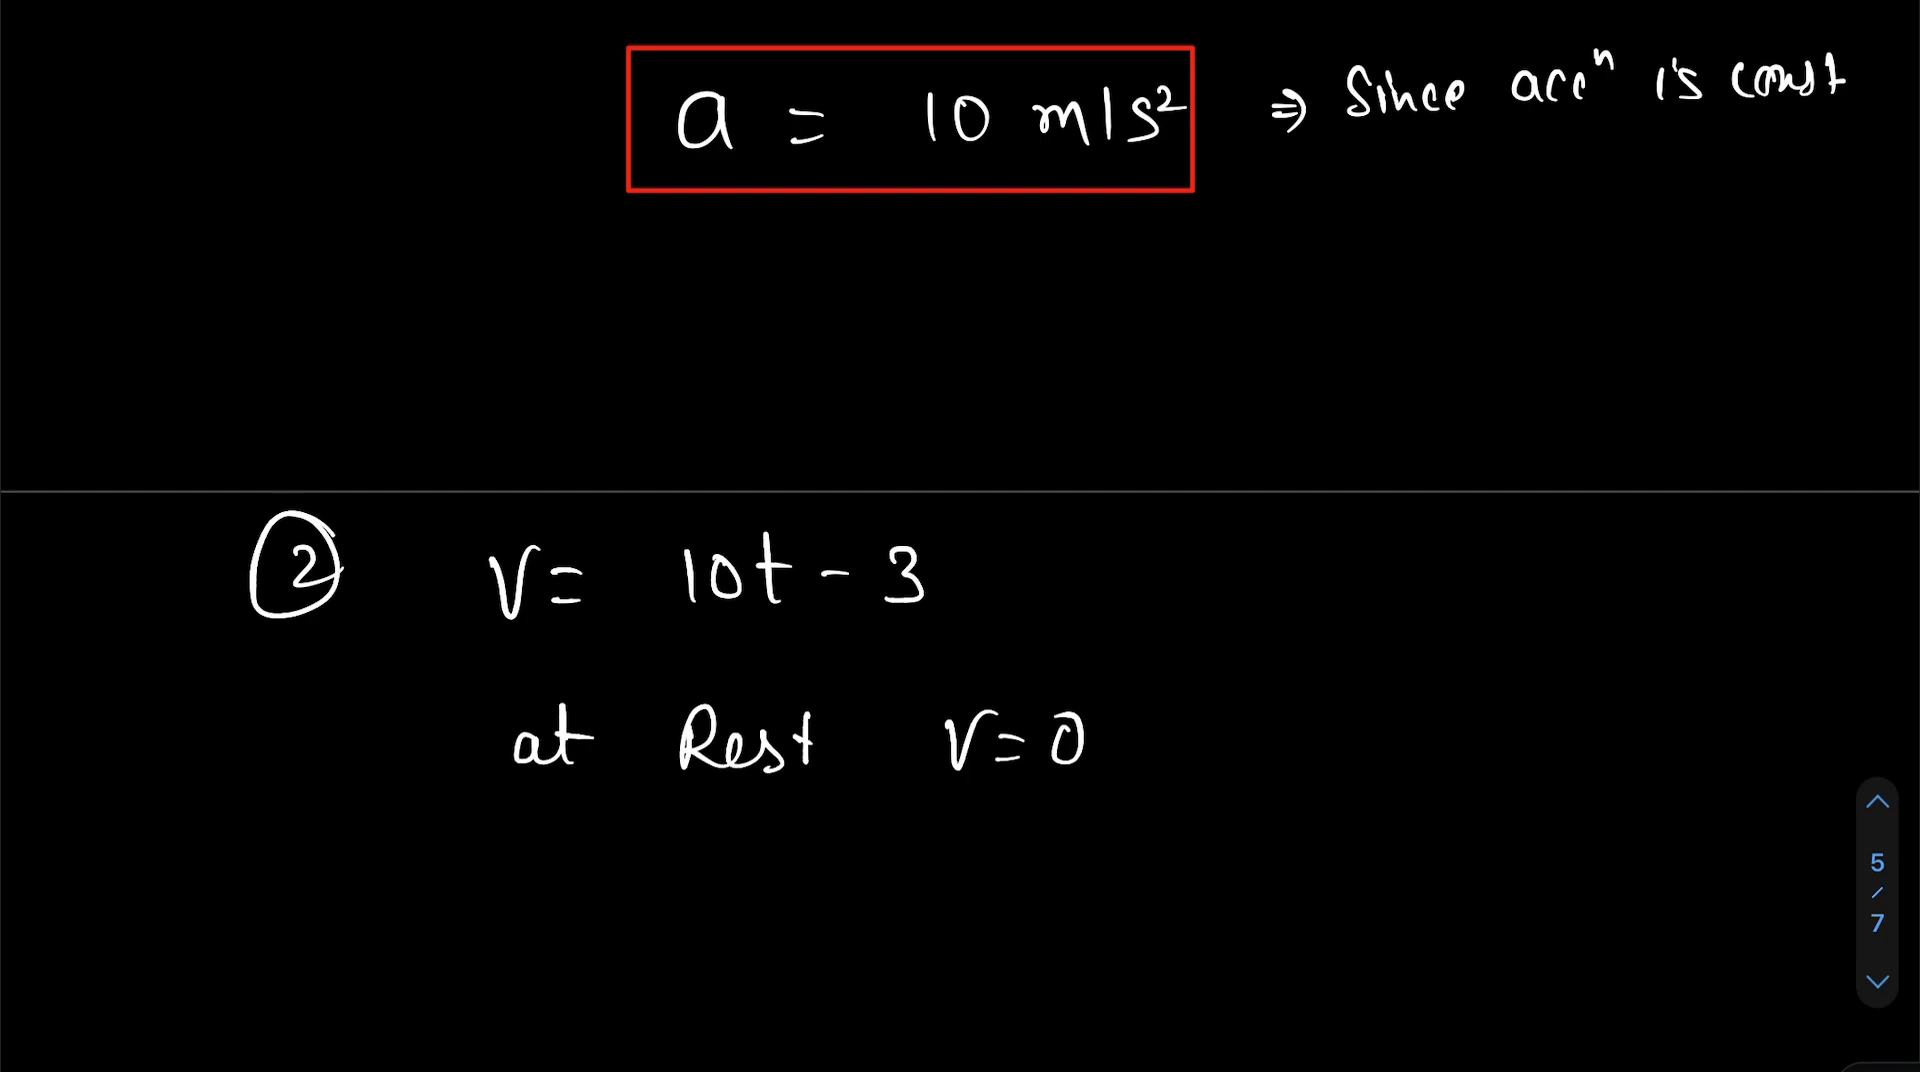 a = 10 m/s² ⇒ Since accⁿ is const
② V = 10t - 3
at Rest V = 0
5
/
7